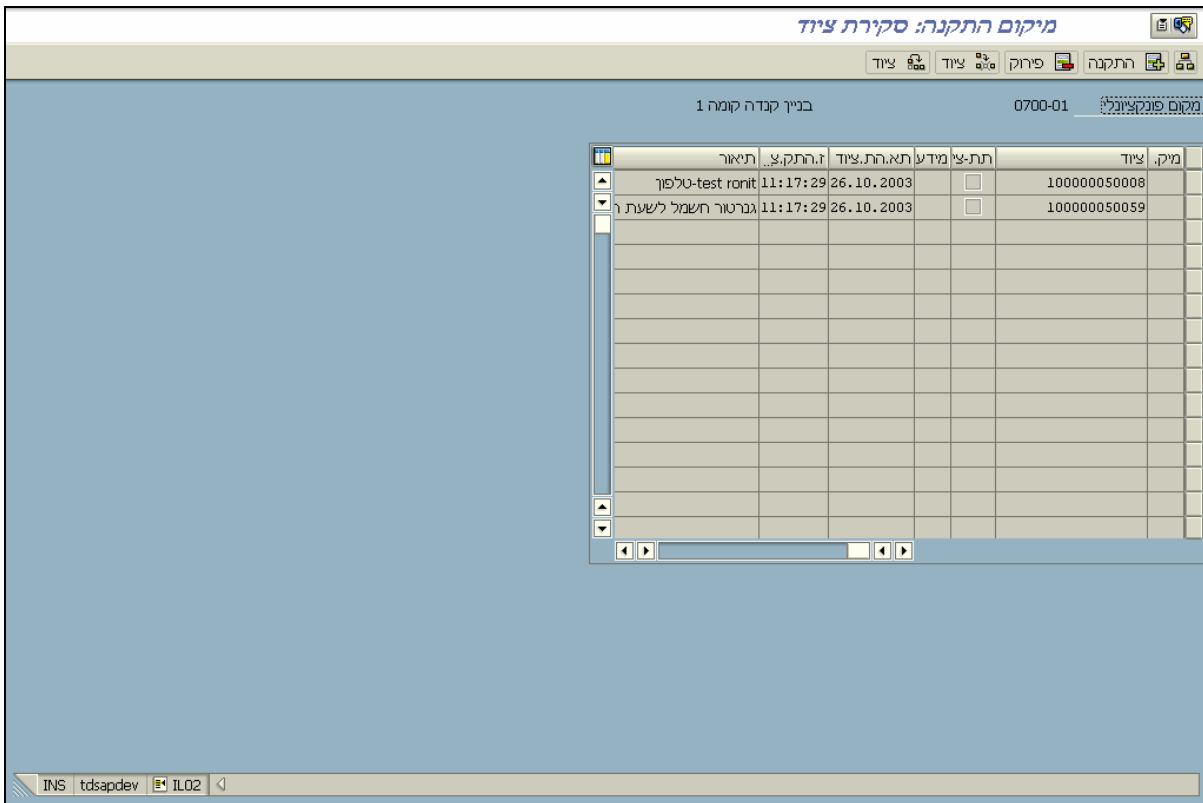 מיקום התקנה: סקירת ציוד
התקנה פירוק ציוד ציוד
מקום פונקציונלי 0700-01 בניין קנדה קומה 1
מיק. ציוד תת-צי מידע תא.הת.ציוד ז.התק.צ.. תיאור
100000050008 26.10.2003 11:17:29 test ronit-טלפון
100000050059 26.10.2003 11:17:29 גנרטור חשמל לשעת ח
INS tdsapdev IL02